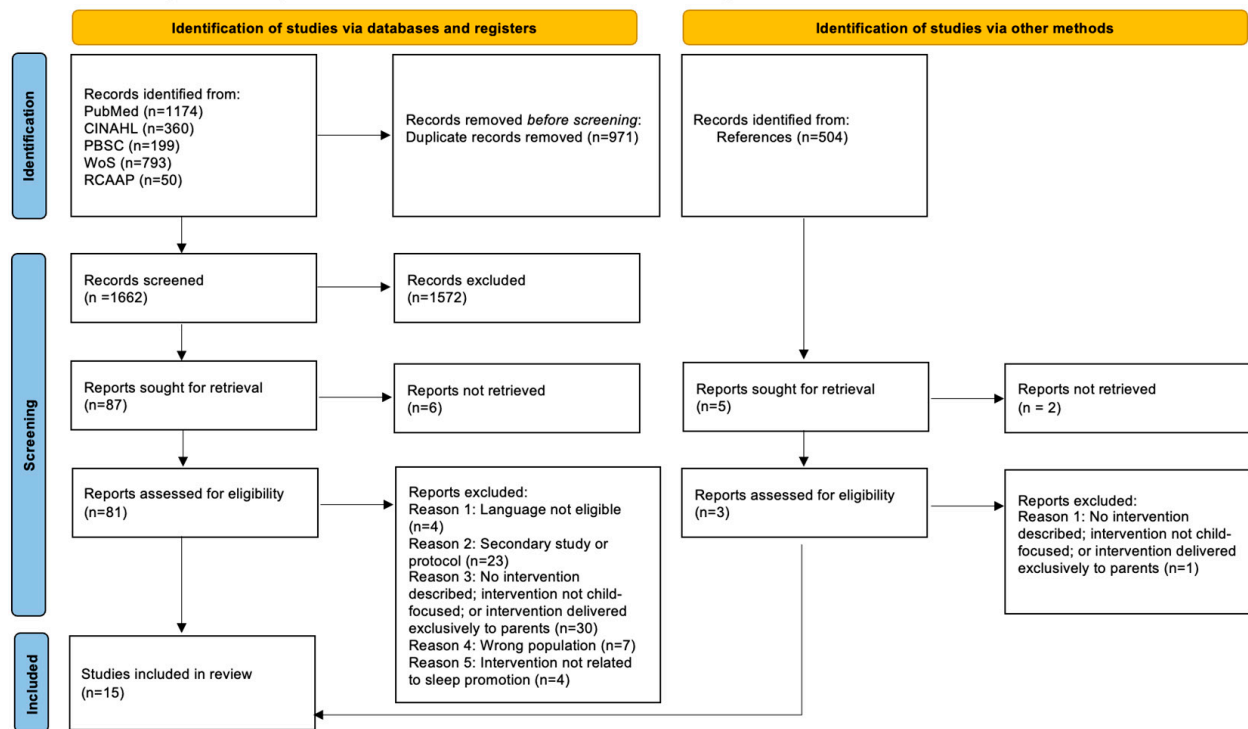 Identification of studies via databases and registers
Identification of studies via other methods
Identification
Records identified from:
PubMed (n=1174)
CINAHL (n=360)
PBSC (n=199)
WoS (n=793)
RCAAP (n=50)
Records removed before screening:
Duplicate records removed (n=971)
Records identified from:
References (n=504)
Screening
Records screened
(n =1662)
Records excluded
(n=1572)
Reports sought for retrieval
(n=87)
Reports not retrieved
(n=6)
Reports sought for retrieval
(n=5)
Reports not retrieved
(n = 2)
Reports assessed for eligibility
(n=81)
Reports excluded:
Reason 1: Language not eligible
(n=4)
Reason 2: Secondary study or
protocol (n=23)
Reason 3: No intervention
described; intervention not child-
focused; or intervention delivered
exclusively to parents (n=30)
Reason 4: Wrong population (n=7)
Reason 5: Intervention not related
to sleep promotion (n=4)
Reports assessed for eligibility
(n=3)
Reports excluded:
Reason 1: No intervention
described; intervention not child-
focused; or intervention delivered
exclusively to parents (n=1)
Included
Studies included in review
(n=15)